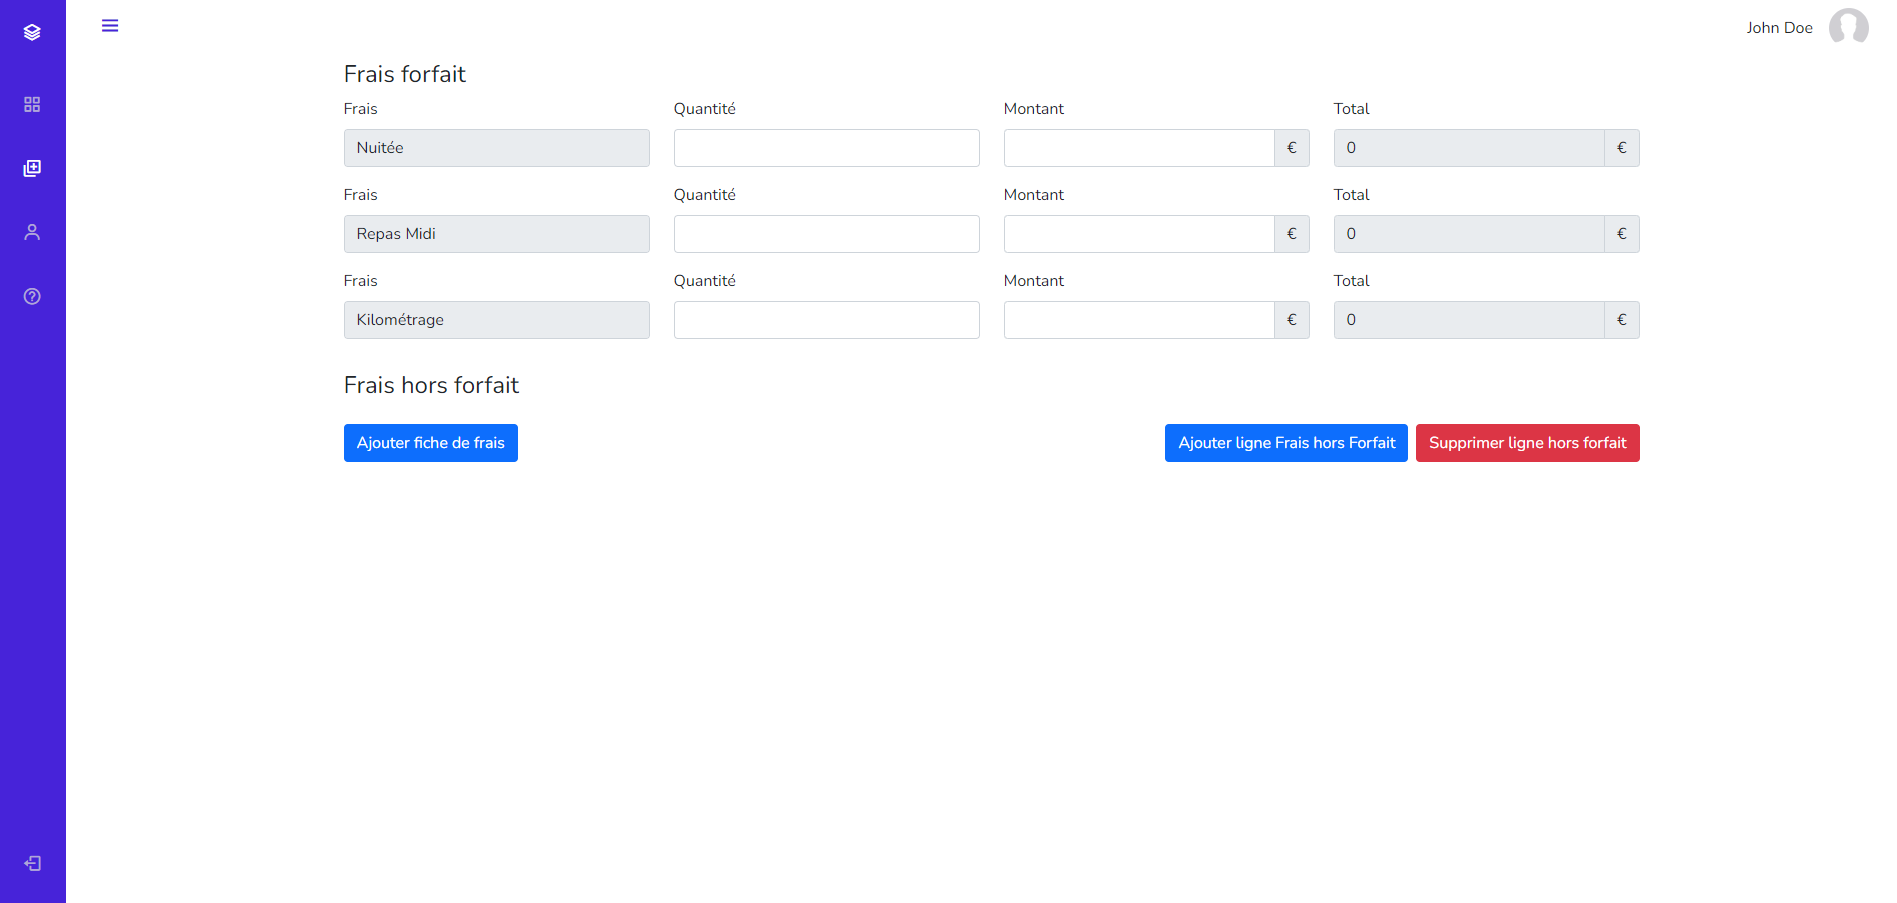 John Doe
Frais forfait
Frais Quantité Montant Total
Nuitée € 0 €
Frais Quantité Montant Total
Repas Midi € 0 €
Frais Quantité Montant Total
Kilométrage € 0 €
Frais hors forfait
Ajouter fiche de frais Ajouter ligne Frais hors Forfait Supprimer ligne hors forfait